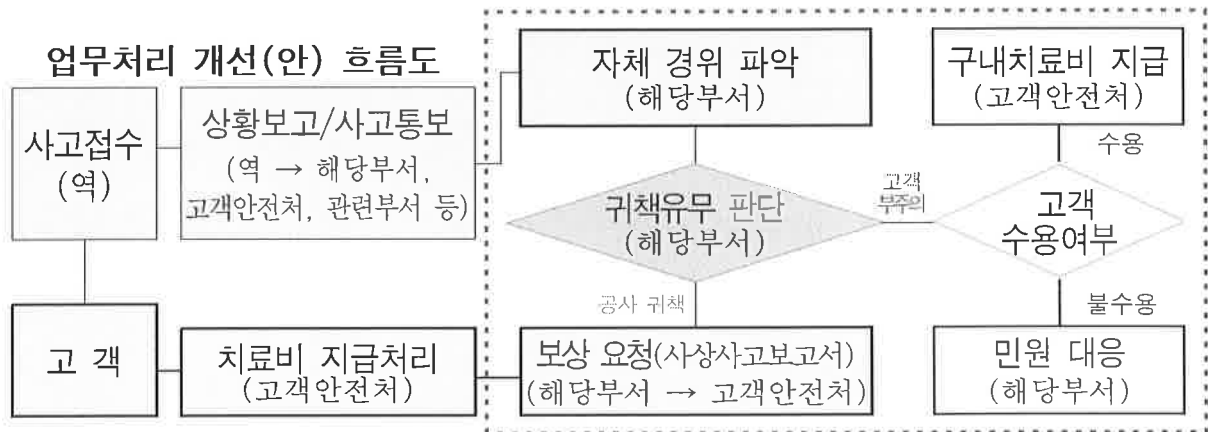 업무처리 개선(안) 흐름도
사고접수
(역)
상황보고/사고통보
(역 → 해당부서,
고객안전처, 관련부서 등)
자체 경위 파악
(해당부서)
구내치료비 지급
(고객안전처)
수용
귀책유무 판단
(해당부서)
고객
부주의
고객
수용여부
공사 귀책
불수용
고 객
치료비 지급처리
(고객안전처)
보상 요청(사상사고보고서)
(해당부서 → 고객안전처)
민원 대응
(해당부서)